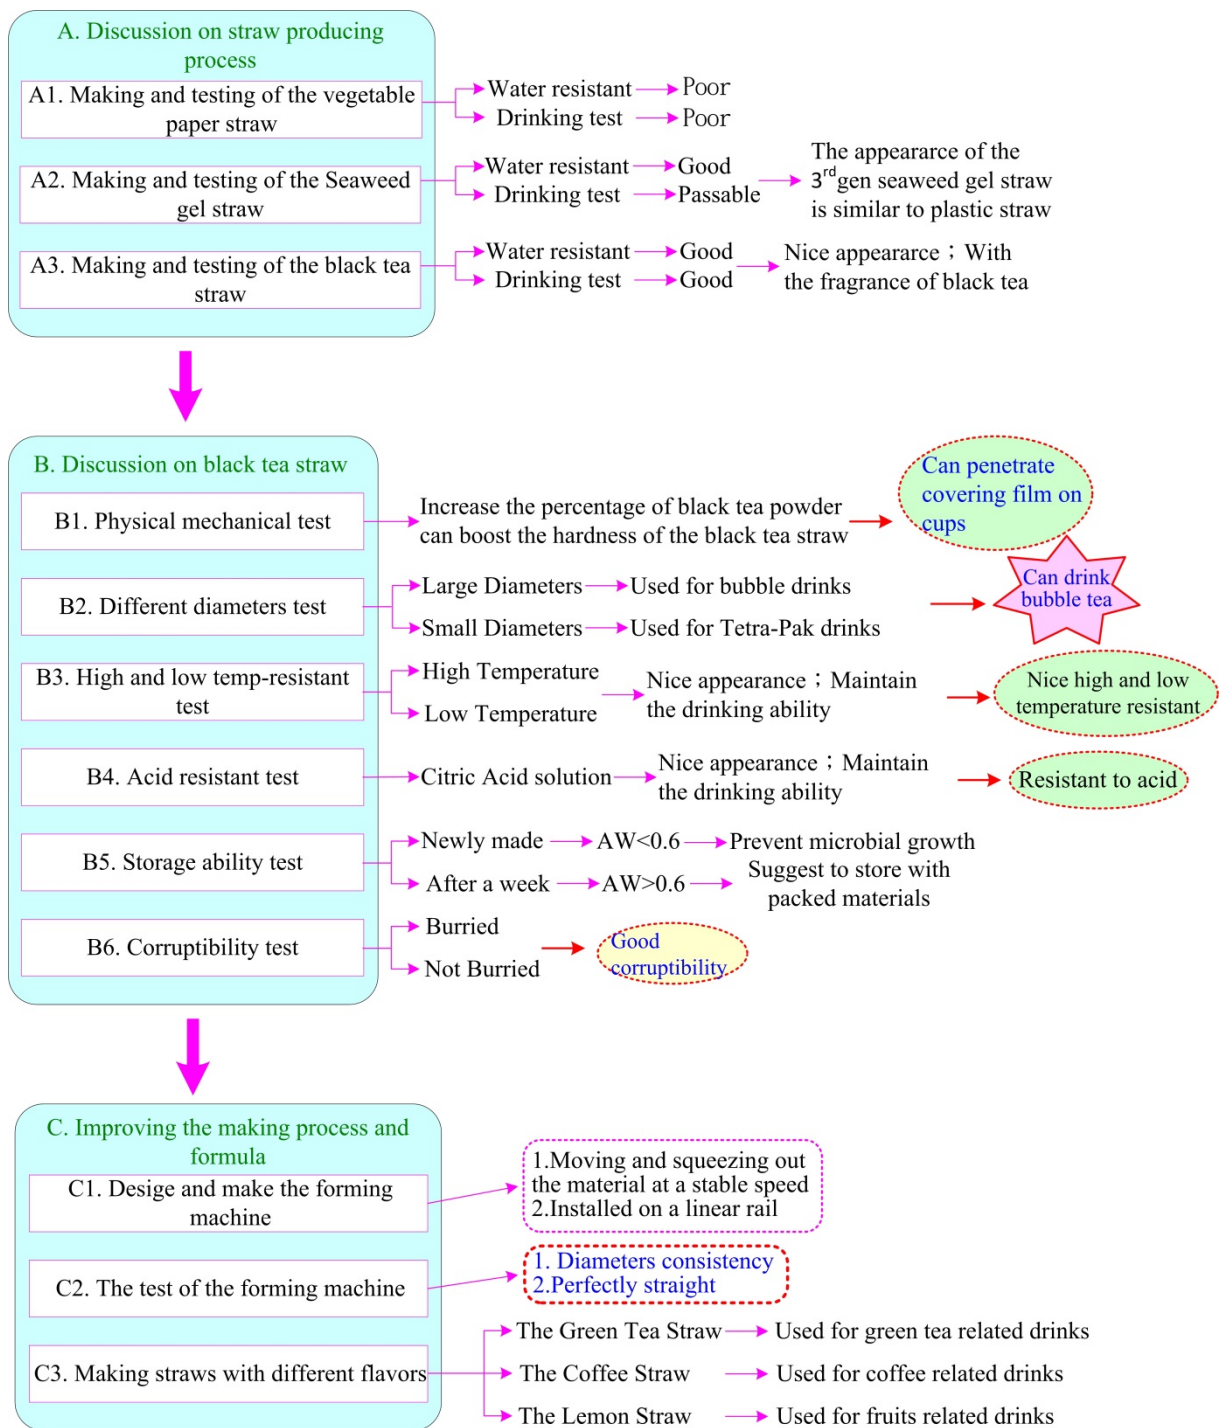 A. Discussion on straw producing
process
A1. Making and testing of the vegetable
paper straw
Water resistant
Poor
Drinking test
Poor
A2. Making and testing of the Seaweed
gel straw
Water resistant
Good
Drinking test
Passable
The appeararce of the
3rdgen seaweed gel straw
is similar to plastic straw
A3. Making and testing of the black tea
straw
Water resistant
Good
Drinking test
Good
Nice appeararce；With
the fragrance of black tea
B. Discussion on black tea straw
B1. Physical mechanical test
Increase the percentage of black tea powder
can boost the hardness of the black tea straw
Can penetrate
covering film on
cups
B2. Different diameters test
Large Diameters
Used for bubble drinks
Small Diameters
Used for Tetra-Pak drinks
Can drink
bubble tea
B3. High and low temp-resistant
test
High Temperature
Low Temperature
Nice appearance；Maintain
the drinking ability
Nice high and low
temperature resistant
B4. Acid resistant test
Citric Acid solution
Nice appearance；Maintain
the drinking ability
Resistant to acid
B5. Storage ability test
Newly made
AW<0.6
Prevent microbial growth
After a week
AW>0.6
Suggest to store with
packed materials
B6. Corruptibility test
Burried
Not Burried
Good
corruptibility
C. Improving the making process and
formula
C1. Desige and make the forming
machine
1.Moving and squeezing out
the material at a stable speed
2.Installed on a linear rail
C2. The test of the forming machine
1. Diameters consistency
2.Perfectly straight
C3. Making straws with different flavors
The Green Tea Straw
Used for green tea related drinks
The Coffee Straw
Used for coffee related drinks
The Lemon Straw
Used for fruits related drinks